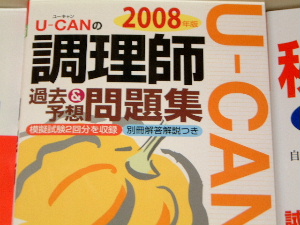 ユーキャン
U-CANの
2008年版
調理師
過去&予想問題集
模擬試験2回分を収録
別冊解答解説つき
U-CAN
自